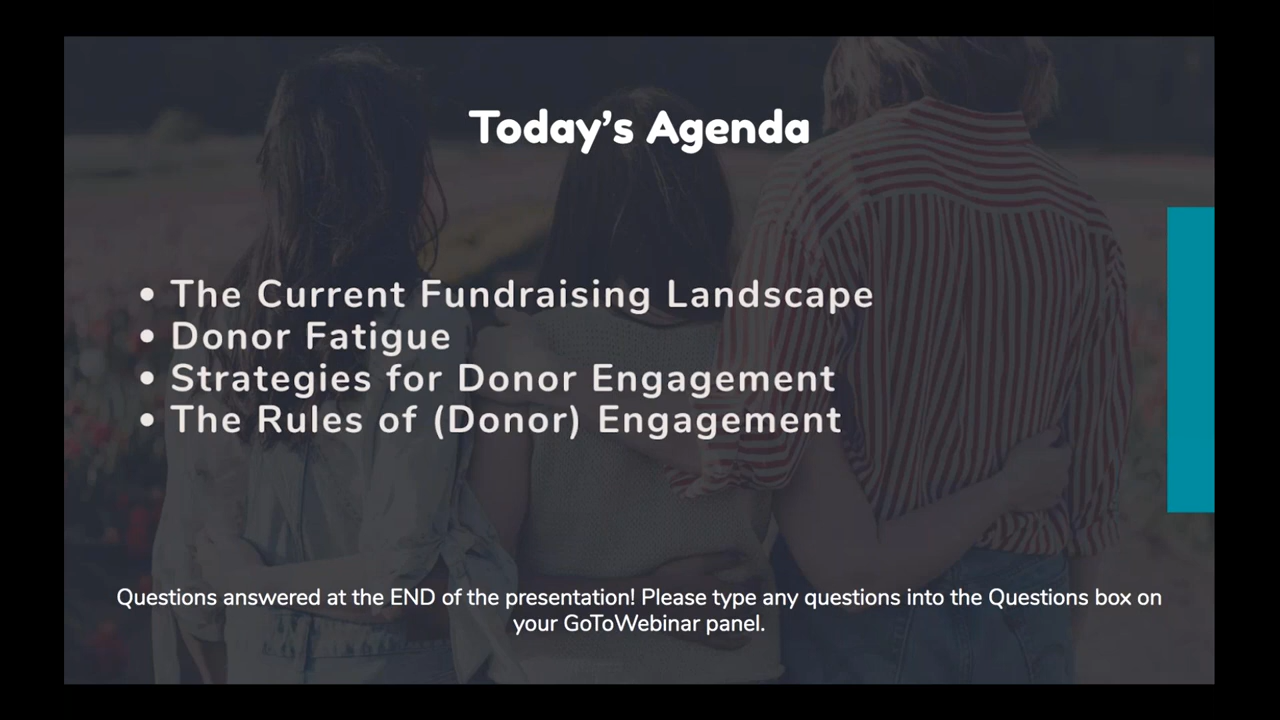 Today’s Agenda
• The Current Fundraising Landscape
• Donor Fatigue
• Strategies for Donor Engagement
• The Rules of (Donor) Engagement
Questions answered at the END of the presentation! Please type any questions into the Questions box on
your GoToWebinar panel.